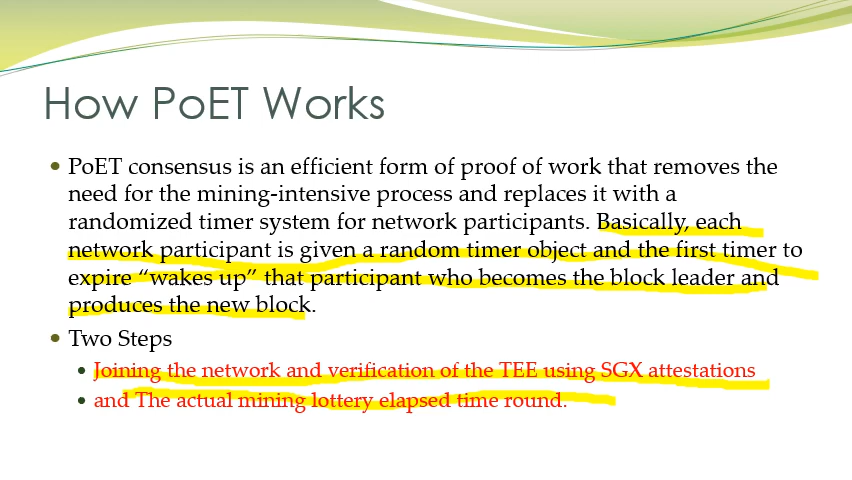 How PoET Works
• PoET consensus is an efficient form of proof of work that removes the
need for the mining-intensive process and replaces it with a
randomized timer system for network participants. Basically, each
network participant is given a random timer object and the first timer to
expire “wakes up” that participant who becomes the block leader and
produces the new block.
• Two Steps
• Joining the network and verification of the TEE using SGX attestations
• and The actual mining lottery elapsed time round.